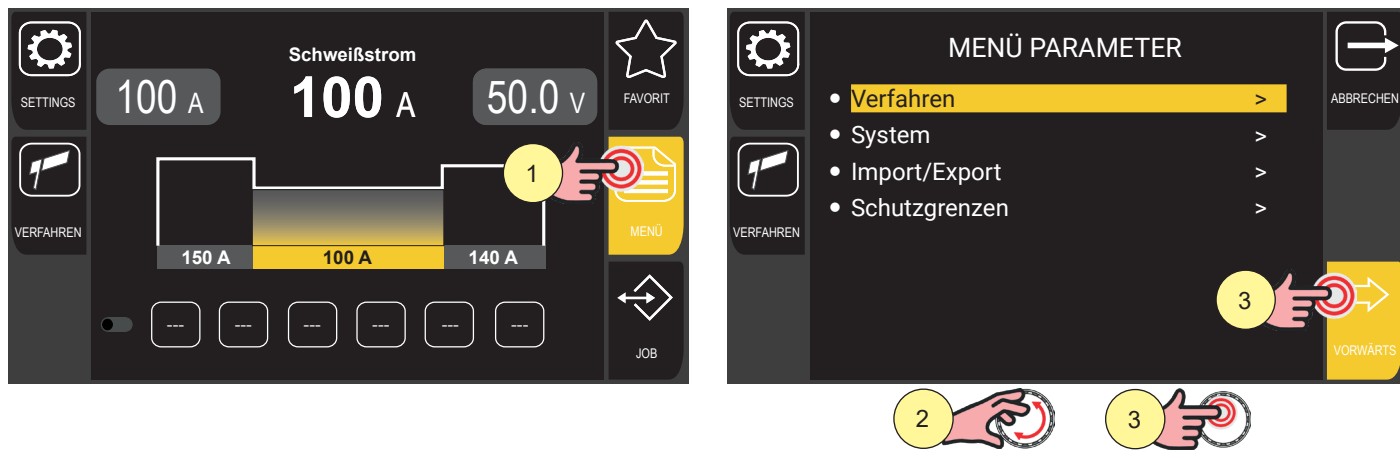 Schweißstrom
100 A
100 A
50.0 V
SETTINGS
FAVORIT
1
VERFAHREN
MENÜ
150 A
100 A
140 A
---
---
---
---
---
---
JOB
MENÜ PARAMETER
SETTINGS
ABBRECHEN
• Verfahren >
• System >
• Import/Export >
• Schutzgrenzen >
VERFAHREN
3
VORWÄRTS
2
3